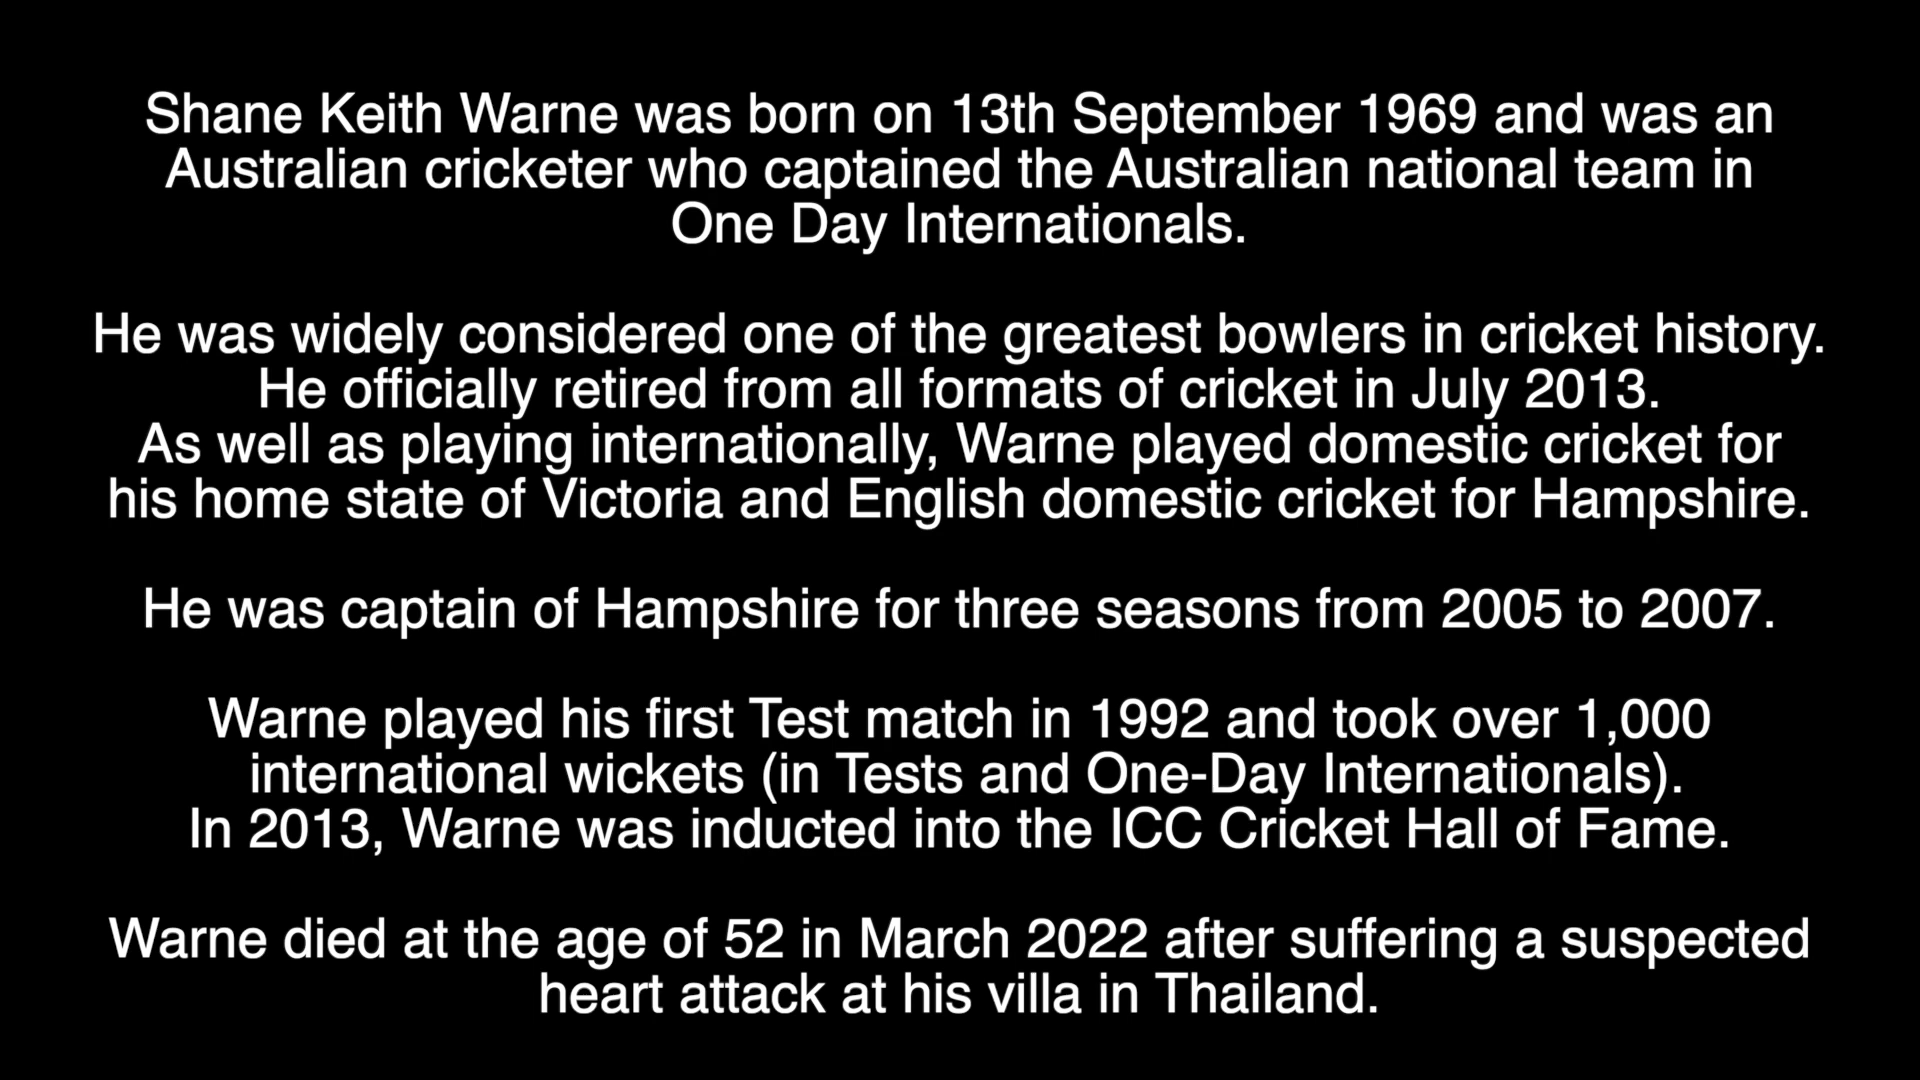 Shane Keith Warne was born on 13th September 1969 and was an
Australian cricketer who captained the Australian national team in
One Day Internationals.
He was widely considered one of the greatest bowlers in cricket history.
He officially retired from all formats of cricket in July 2013.
As well as playing internationally, Warne played domestic cricket for
his home state of Victoria and English domestic cricket for Hampshire.
He was captain of Hampshire for three seasons from 2005 to 2007.
Warne played his first Test match in 1992 and took over 1,000
international wickets (in Tests and One-Day Internationals).
In 2013, Warne was inducted into the ICC Cricket Hall of Fame.
Warne died at the age of 52 in March 2022 after suffering a suspected
heart attack at his villa in Thailand.